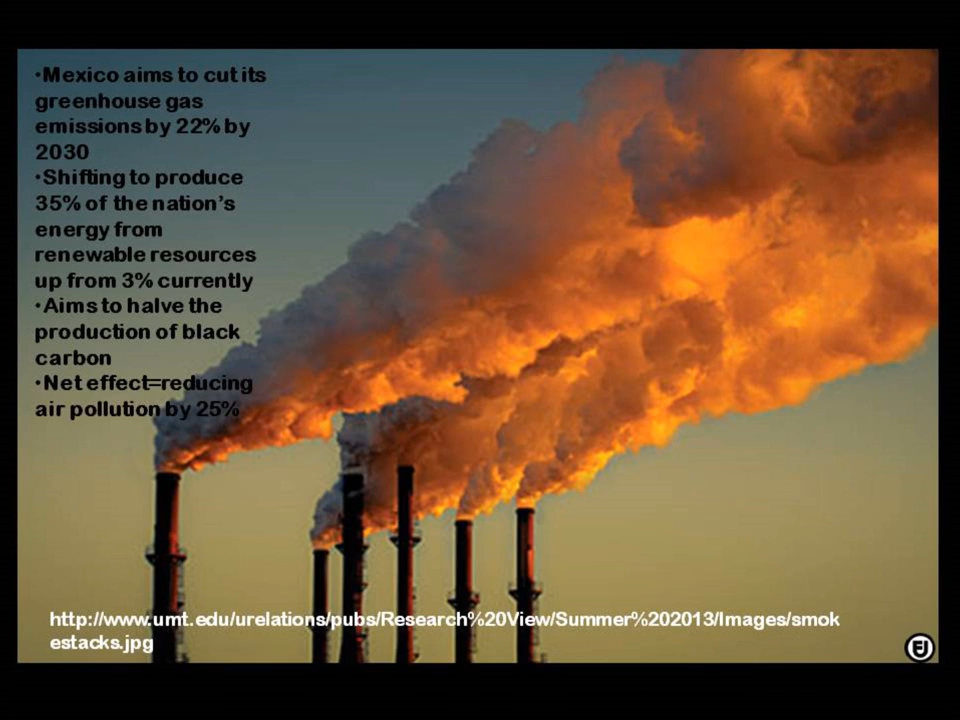 •Mexico aims to cut its
greenhouse gas
emissions by 22% by
2030
•Shifting to produce
35% of the nation's
energy from
renewable resources
up from 3% currently
•Aims to halve the
production of black
carbon
•Net effect=reducing
air pollution by 25%
http://www.umt.edu/urelations/pubs/Research%20View/Summer%202013/Images/smok
estacks.jpg